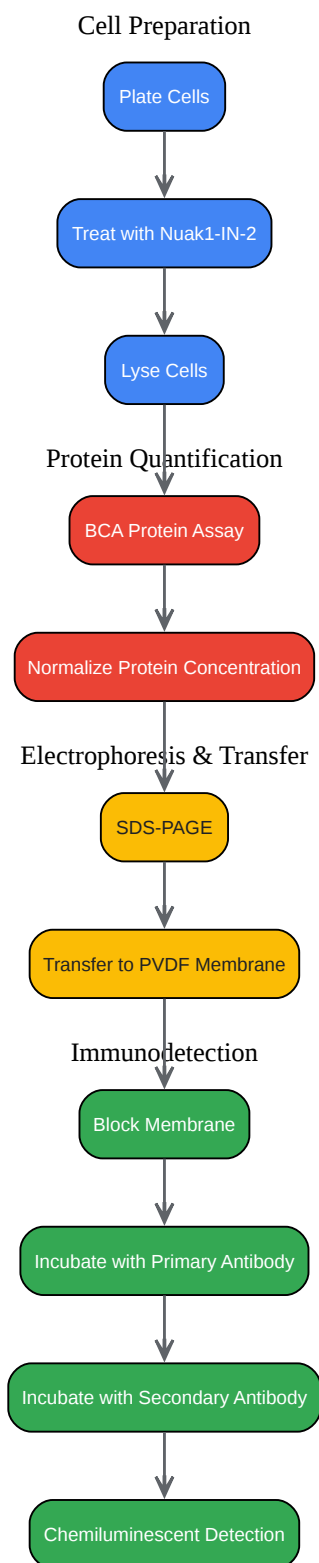 Cell Preparation
Plate Cells
Treat with Nuak1-IN-2
Lyse Cells
Protein Quantification
BCA Protein Assay
Normalize Protein Concentration
Electrophoresis & Transfer
SDS-PAGE
Transfer to PVDF Membrane
Immunodetection
Block Membrane
Incubate with Primary Antibody
Incubate with Secondary Antibody
Chemiluminescent Detection